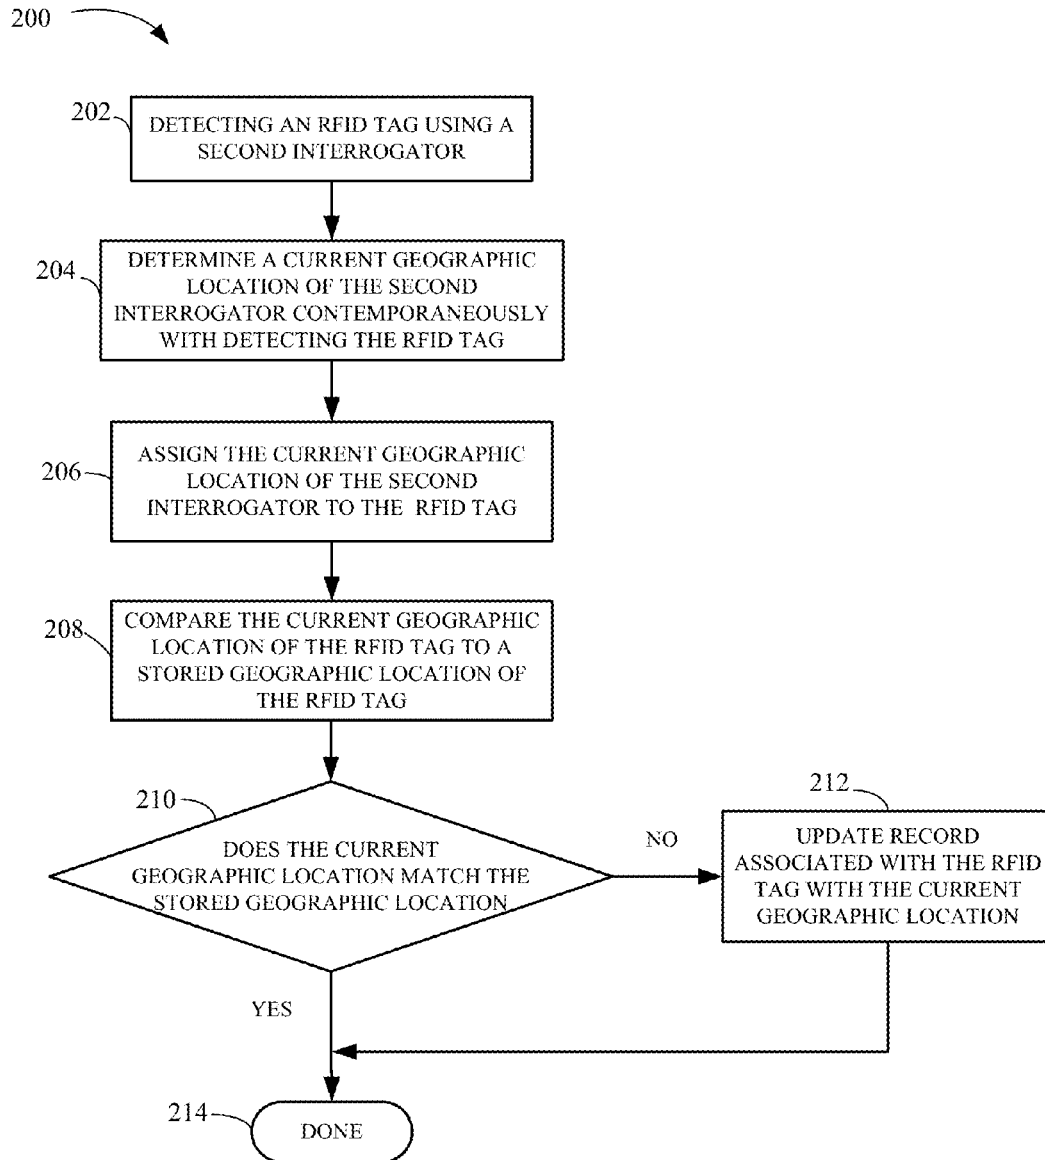 200
202
DETECTING AN RFID TAG USING A
SECOND INTERROGATOR
204
DETERMINE A CURRENT GEOGRAPHIC
LOCATION OF THE SECOND
INTERROGATOR CONTEMPORANEOUSLY
WITH DETECTING THE RFID TAG
206
ASSIGN THE CURRENT GEOGRAPHIC
LOCATION OF THE SECOND
INTERROGATOR TO THE RFID TAG
208
COMPARE THE CURRENT GEOGRAPHIC
LOCATION OF THE RFID TAG TO A
STORED GEOGRAPHIC LOCATION OF
THE RFID TAG
210
DOES THE CURRENT
GEOGRAPHIC LOCATION MATCH THE
STORED GEOGRAPHIC LOCATION
NO
212
UPDATE RECORD
ASSOCIATED WITH THE RFID
TAG WITH THE CURRENT
GEOGRAPHIC LOCATION
YES
214
DONE